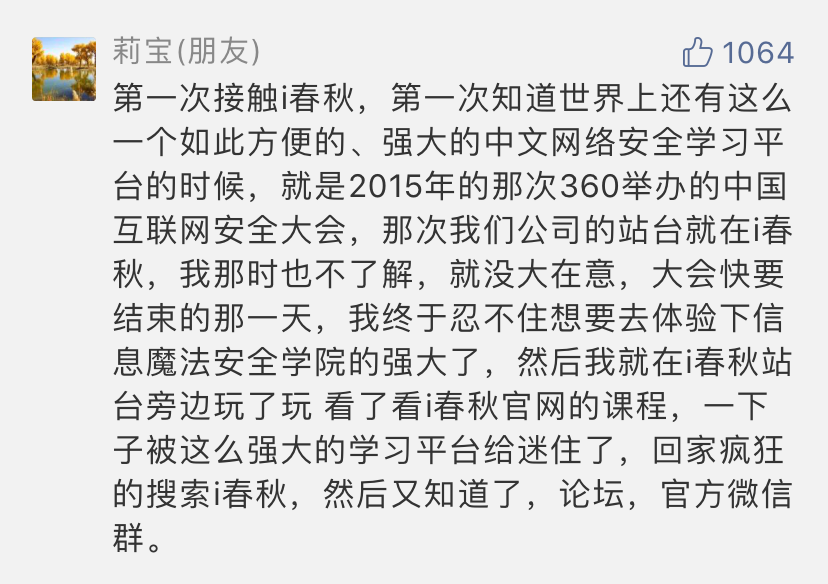 莉宝(朋友)
1064
第一次接触i春秋，第一次知道世界上还有这么
一个如此方便的、强大的中文网络安全学习平
台的时候，就是2015年的那次360举办的中国
互联网安全大会，那次我们公司的站台就在i春
秋，我那时也不了解，就没大在意，大会快要
结束的那一天，我终于忍不住想要去体验下信
息魔法安全学院的强大了，然后我就在i春秋站
台旁边玩了玩 看了看i春秋官网的课程，一下
子被这么强大的学习平台给迷住了，回家疯狂
的搜索i春秋，然后又知道了，论坛，官方微信
群。